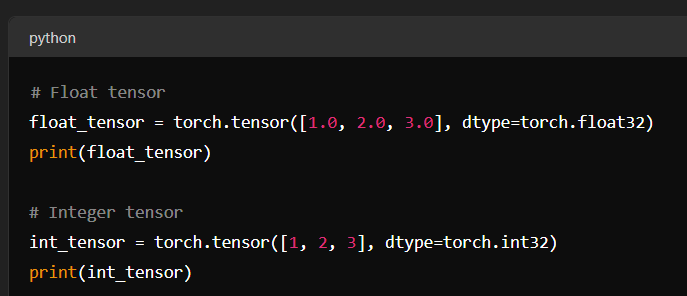 python
# Float tensor
float_tensor = torch.tensor([1.0, 2.0, 3.0], dtype=torch.float32)
print(float_tensor)
# Integer tensor
int_tensor = torch.tensor([1, 2, 3], dtype=torch.int32)
print(int_tensor)